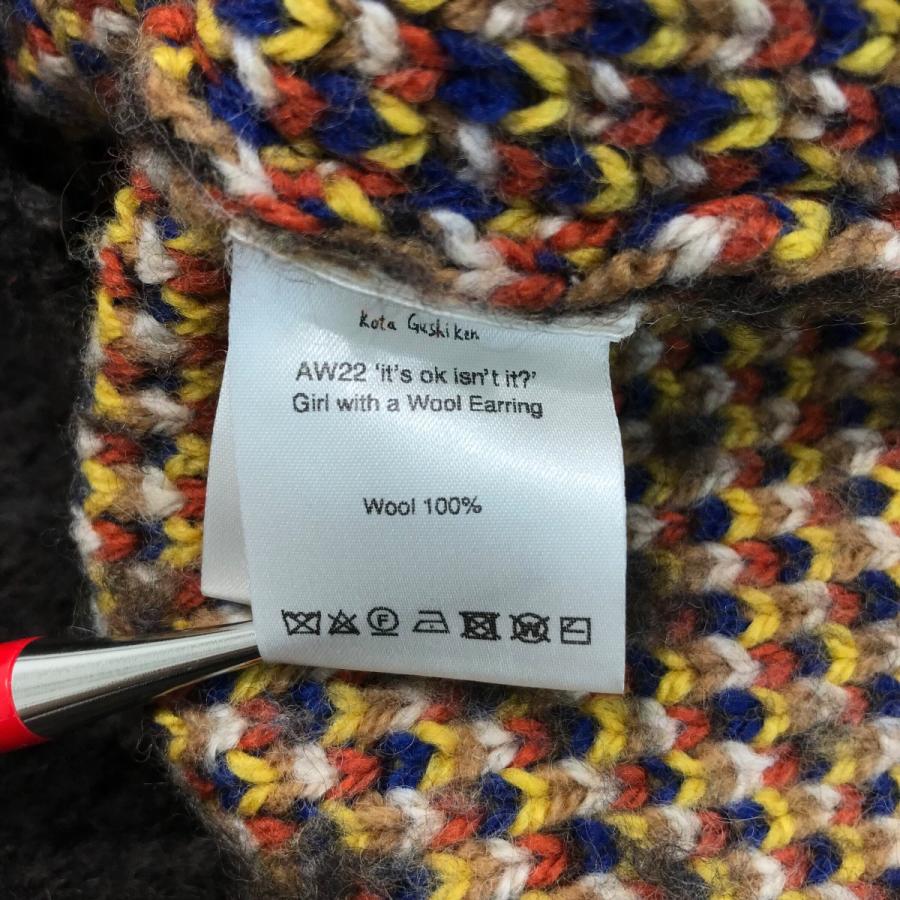 Kota Gushiken
AW22 ‘it’s ok isn’t it?’
Girl with a Wool Earring
Wool 100%
F W